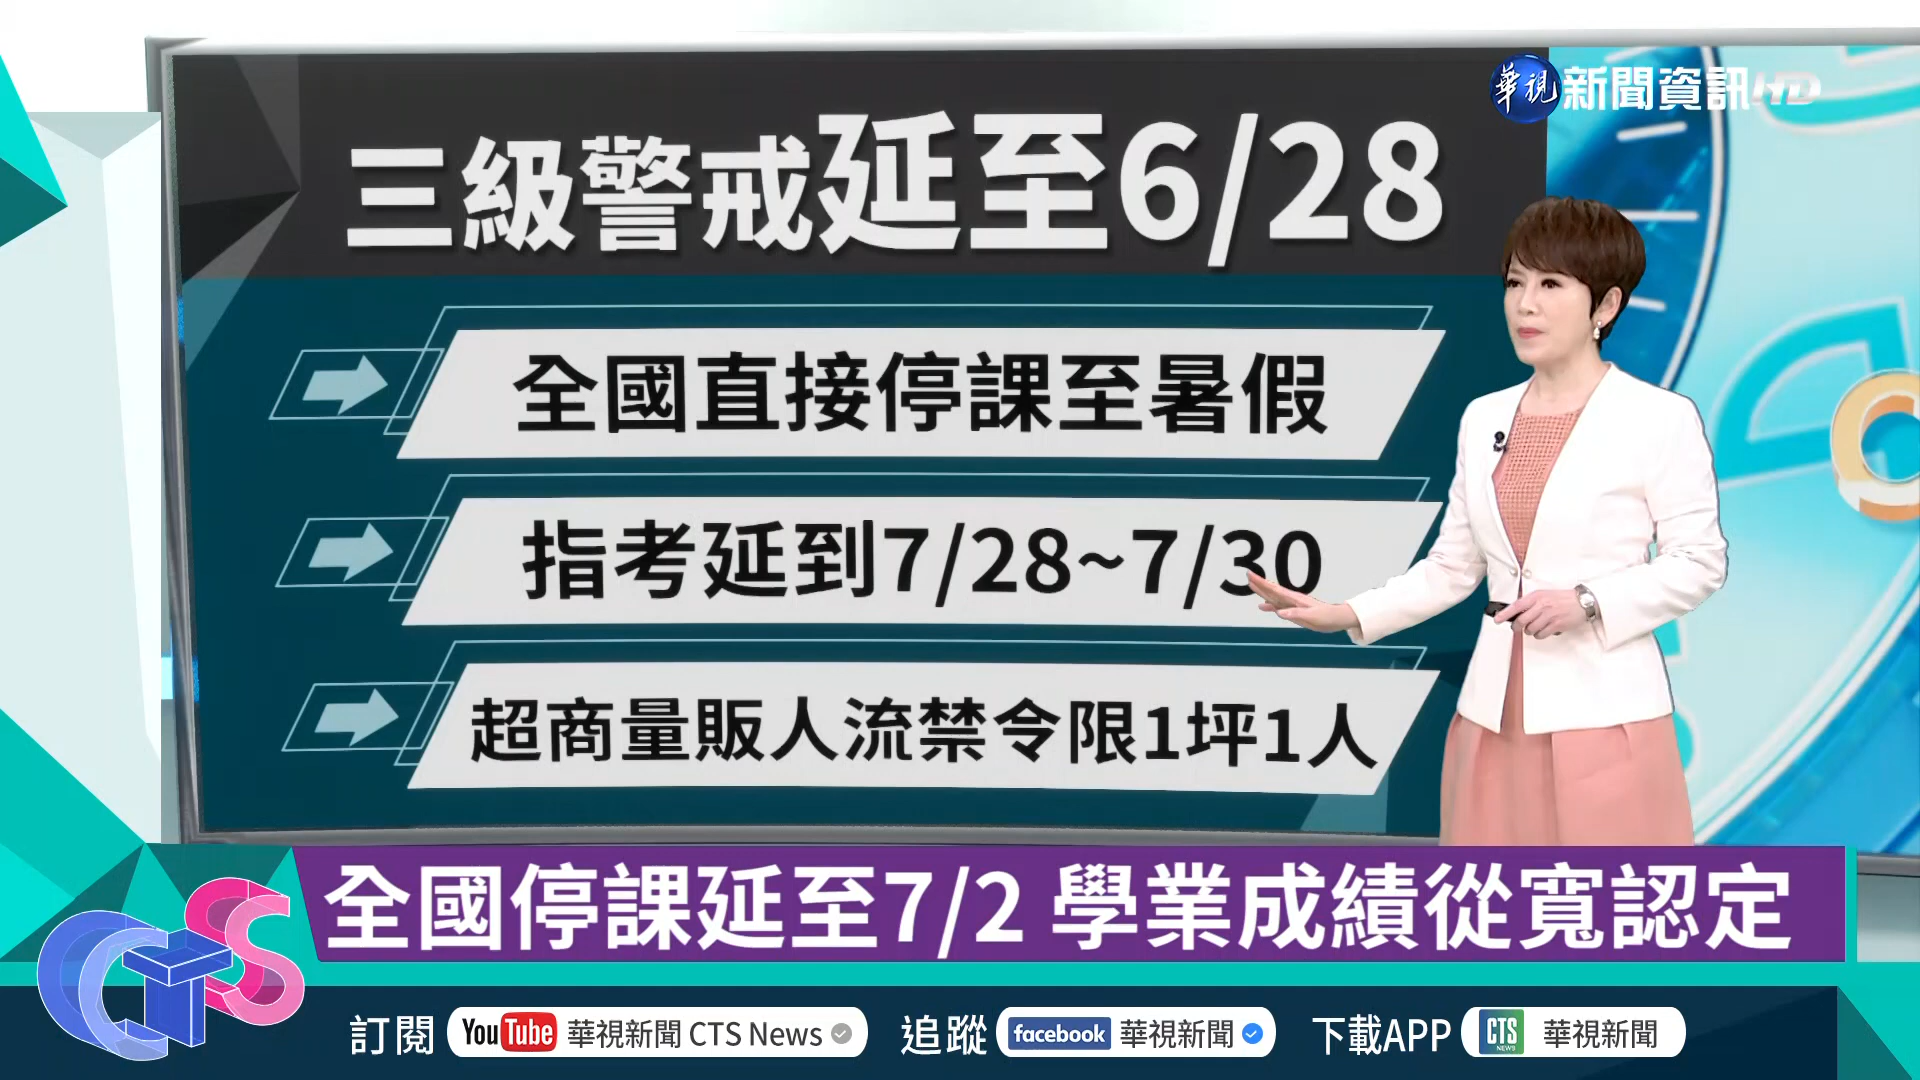 華視新聞資訊HD
三級警戒延至6/28
全國直接停課至暑假
指考延到7/28~7/30
超商量販人流禁令限1坪1人
全國停課延至7/2 學業成績從寬認定
CTS
訂閱 YouTube 華視新聞 CTS News 追蹤 facebook 華視新聞 下載APP CTS NEWS 華視新聞